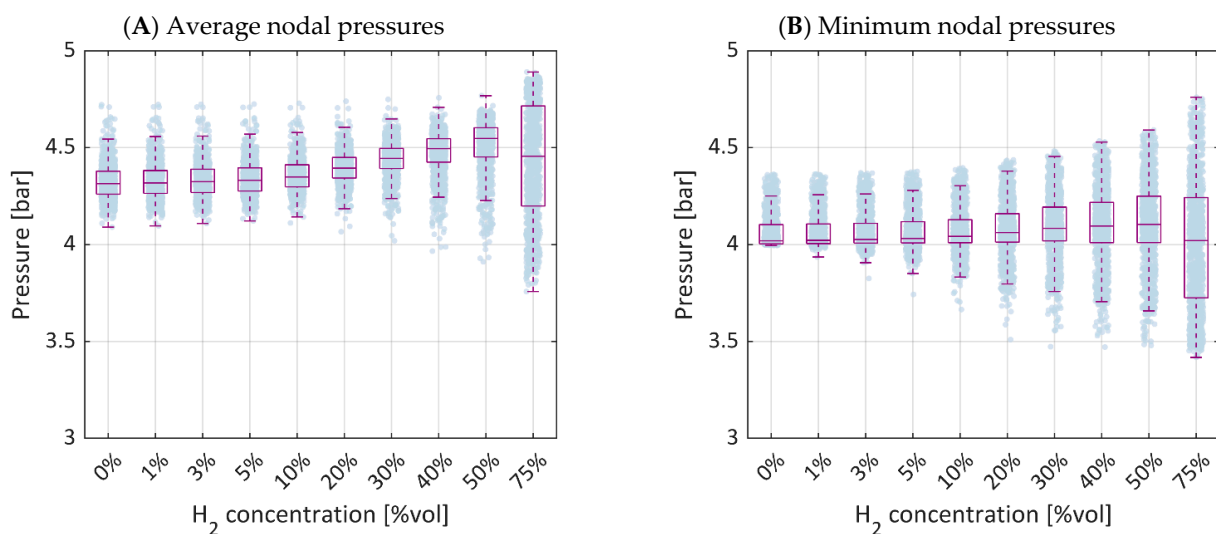 (A) Average nodal pressures
5
4.5
4
3.5
3
Pressure [bar]
0% 1% 3% 5% 10% 20% 30% 40% 50% 75%
H2 concentration [%vol]
(B) Minimum nodal pressures
5
4.5
4
3.5
3
Pressure [bar]
0% 1% 3% 5% 10% 20% 30% 40% 50% 75%
H2 concentration [%vol]